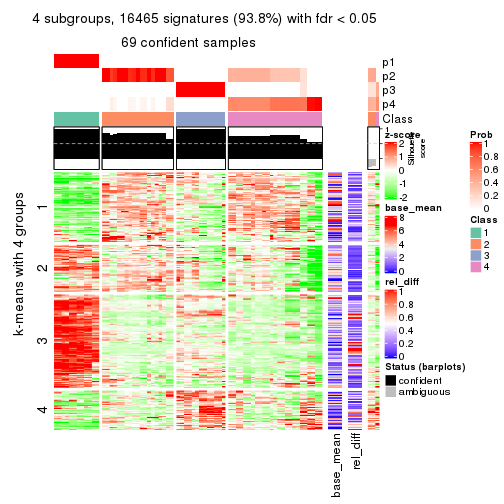 4 subgroups, 16465 signatures (93.8%) with fdr < 0.05
69 confident samples
p1
p2
p3
p4
Class
1
Silhouette
score
k-means with 4 groups
1
2
3
4
base_mean
rel_diff
z-score
2
1
0
-2
base_mean
8
6
4
2
0
rel_diff
1
0.8
0.6
0.4
0.2
0
Status (barplots)
confident
ambiguous
Prob
1
0.8
0.6
0.4
0.2
0
Class
1
2
3
4